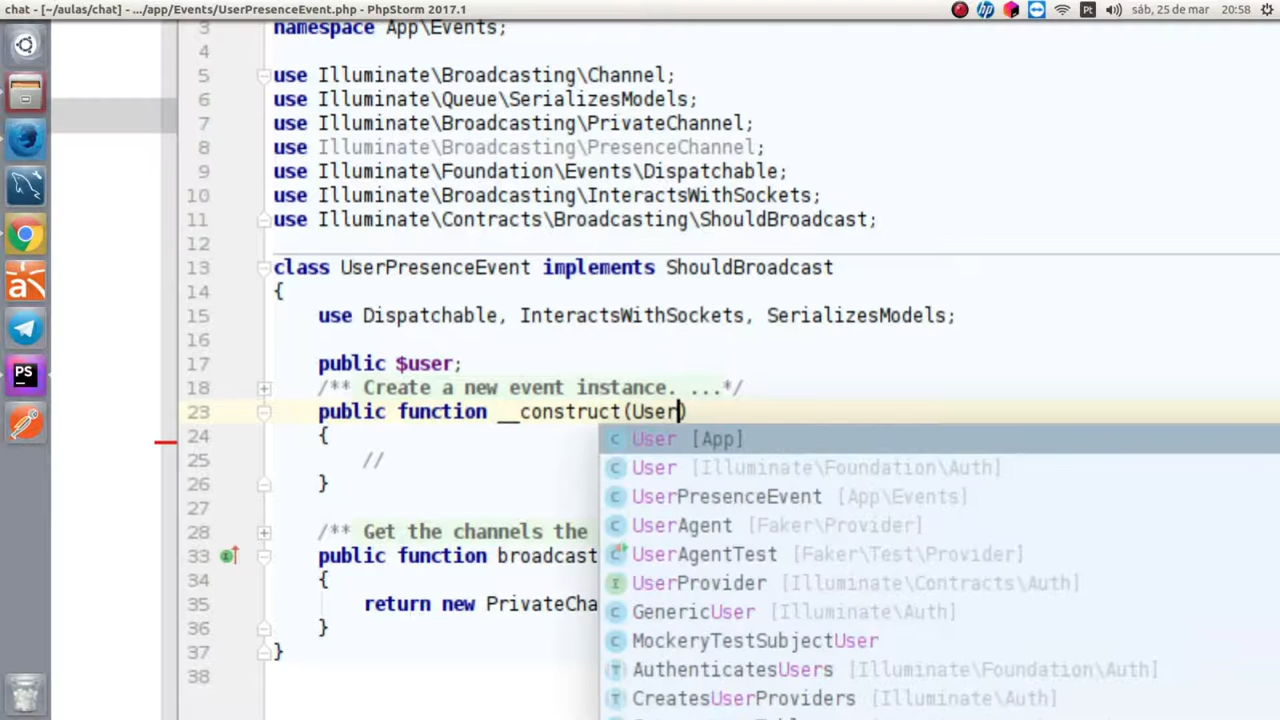 chat - [~/aulas/chat] - .../app/Events/UserPresenceEvent.php - PhpStorm 2017.1
Pt
sáb, 25 de mar
20:58
3 namespace App\Events;
4
5 use Illuminate\Broadcasting\Channel;
6 use Illuminate\Queue\SerializesModels;
7 use Illuminate\Broadcasting\PrivateChannel;
8 use Illuminate\Broadcasting\PresenceChannel;
9 use Illuminate\Foundation\Events\Dispatchable;
10 use Illuminate\Broadcasting\InteractsWithSockets;
11 use Illuminate\Contracts\Broadcasting\ShouldBroadcast;
12
13 class UserPresenceEvent implements ShouldBroadcast
14 {
15 use Dispatchable, InteractsWithSockets, SerializesModels;
16
17 public $user;
18 /** Create a new event instance. ...*/
23 public function __construct(User)
24 {
25 //
26 }
27
28 /** Get the channels the
33 public function broadcast
34 {
35 return new PrivateCha
36 }
37 }
38
User [App]
User [Illuminate\Foundation\Auth]
UserPresenceEvent [App\Events]
UserAgent [Faker\Provider]
UserAgentTest [Faker\Test\Provider]
UserProvider [Illuminate\Contracts\Auth]
GenericUser [Illuminate\Auth]
MockeryTestSubjectUser
AuthenticatesUsers [Illuminate\Foundation\Auth]
CreatesUserProviders [Illuminate\Auth]
PS
hp
a